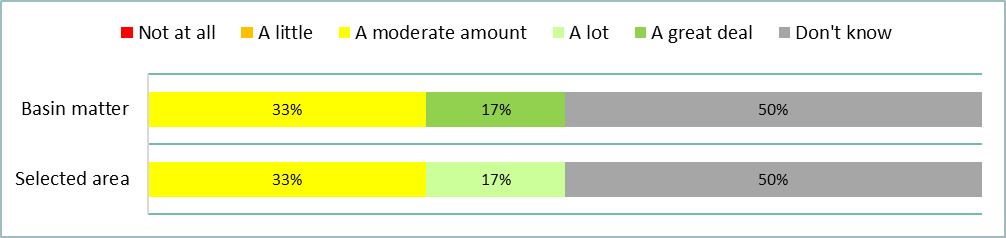 Not at all A little A moderate amount A lot A great deal Don't know
Basin matter 33% 17% 50%
Selected area 33% 17% 50%